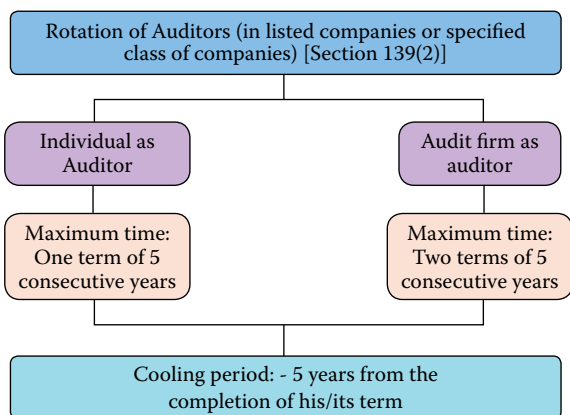 Rotation of Auditors (in listed companies or specified
class of companies) [Section 139(2)]
Individual as
Auditor
Audit firm as
auditor
Maximum time:
One term of 5
consecutive years
Maximum time:
Two terms of 5
consecutive years
Cooling period: - 5 years from the
completion of his/its term